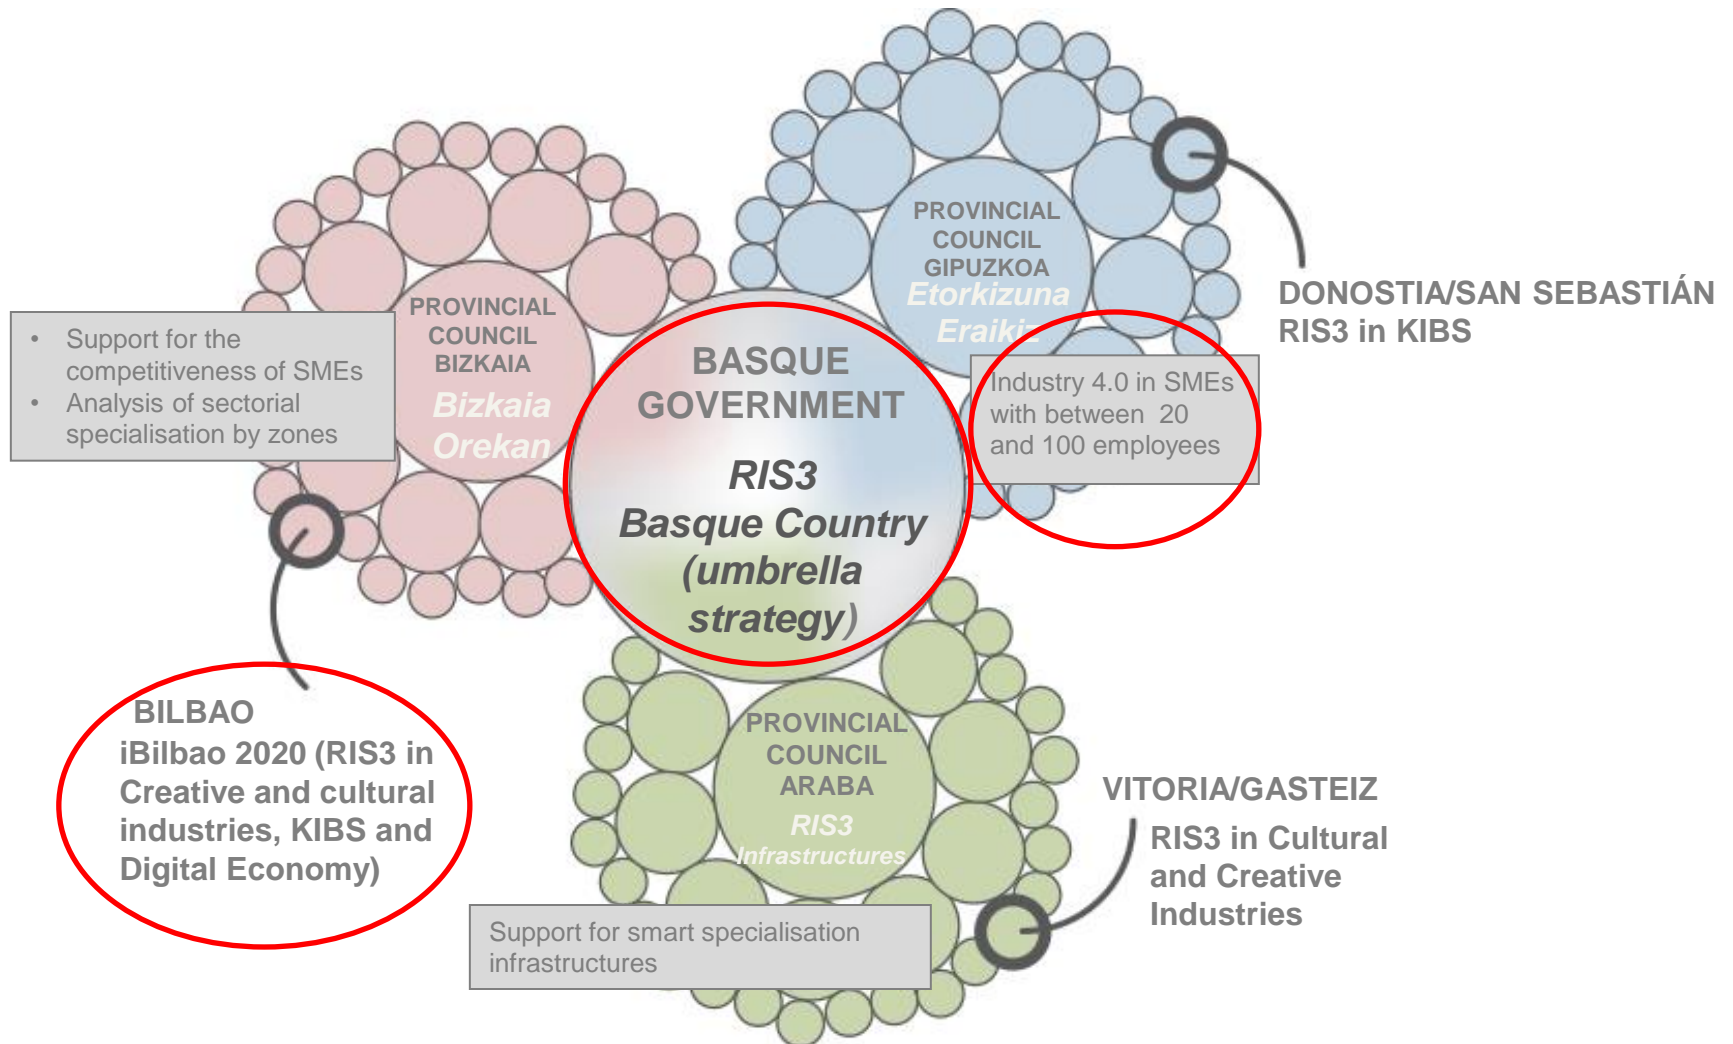 PROVINCIAL
COUNCIL
GIPUZKOA
Etorkizuna
Eraikiz
DONOSTIA/SAN SEBASTIÁN
RIS3 in KIBS
PROVINCIAL
COUNCIL
BIZKAIA
Bizkaia
Orekan
• Support for the
competitiveness of SMEs
• Analysis of sectorial
specialisation by zones
BASQUE
GOVERNMENT
RIS3
Basque Country
(umbrella
strategy)
Industry 4.0 in SMEs
with between 20
and 100 employees
BILBAO
iBilbao 2020 (RIS3 in
Creative and cultural
industries, KIBS and
Digital Economy)
PROVINCIAL
COUNCIL
ARABA
RIS3
Infrastructures
VITORIA/GASTEIZ
RIS3 in Cultural
and Creative
Industries
Support for smart specialisation
infrastructures